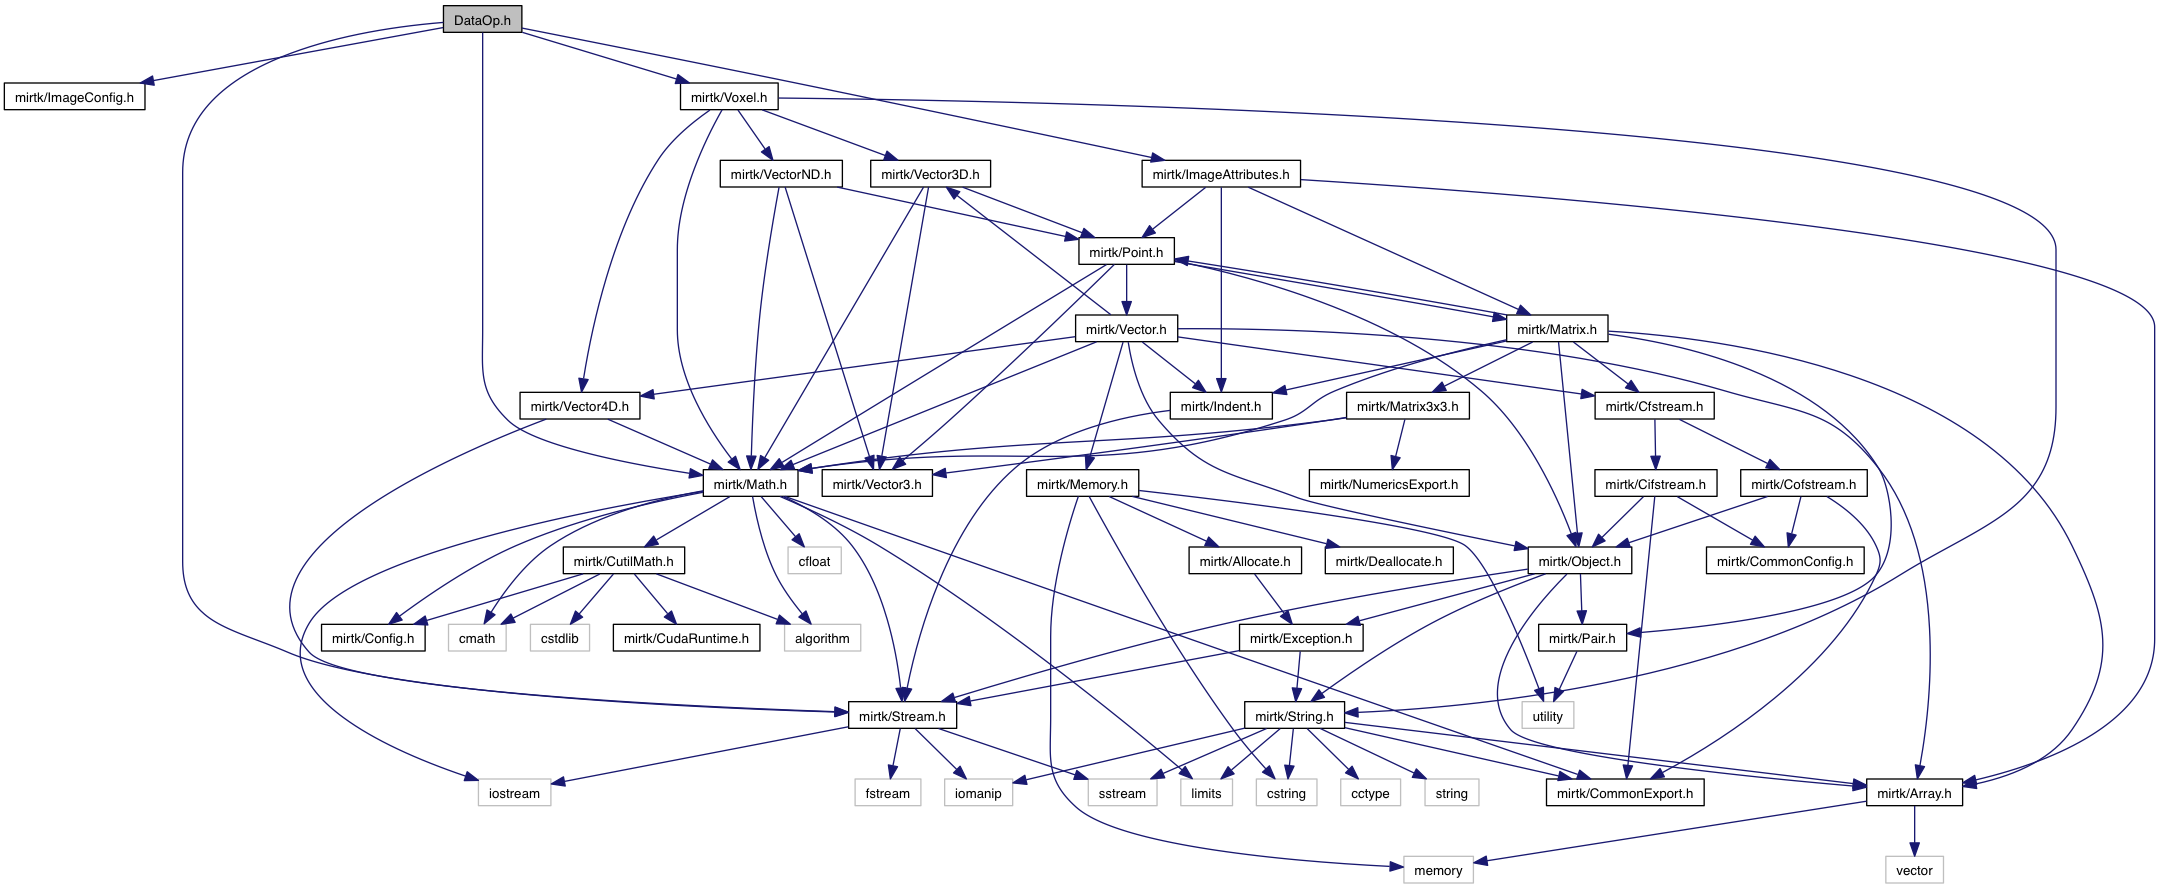 DataOp.h
mirtk/ImageConfig.h
mirtk/Voxel.h
mirtk/VectorND.h
mirtk/Vector3D.h
mirtk/ImageAttributes.h
mirtk/Point.h
mirtk/Vector.h
mirtk/Matrix.h
mirtk/Vector4D.h
mirtk/Indent.h
mirtk/Matrix3x3.h
mirtk/Cfstream.h
mirtk/Math.h
mirtk/Vector3.h
mirtk/Memory.h
mirtk/NumericsExport.h
mirtk/Cifstream.h
mirtk/Cofstream.h
mirtk/CutilMath.h
cfloat
mirtk/Allocate.h
mirtk/Deallocate.h
mirtk/Object.h
mirtk/CommonConfig.h
mirtk/Config.h
cmath
cstdlib
mirtk/CudaRuntime.h
algorithm
mirtk/Exception.h
mirtk/Pair.h
mirtk/Stream.h
mirtk/String.h
utility
iostream
fstream
iomanip
sstream
limits
cstring
cctype
string
mirtk/CommonExport.h
mirtk/Array.h
memory
vector